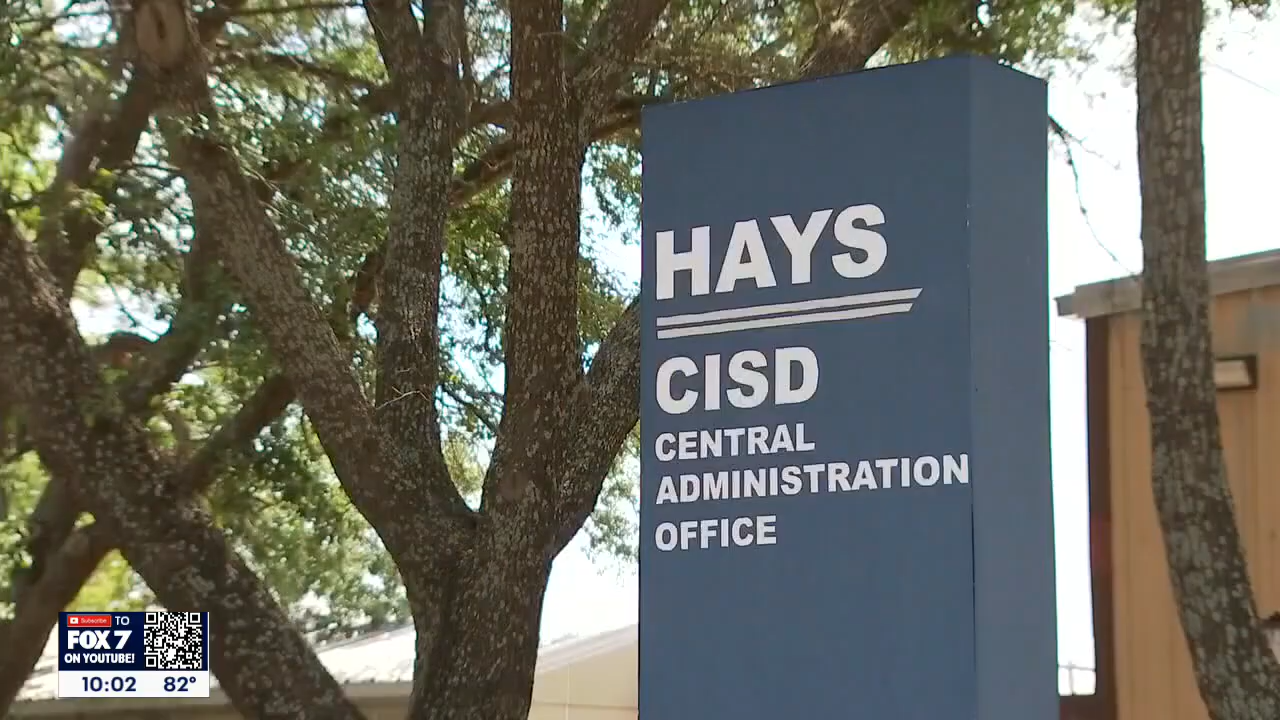 HAYS
CISD
CENTRAL
ADMINISTRATION
OFFICE
Subscribe TO
FOX 7
ON YOUTUBE!
10:02 82°